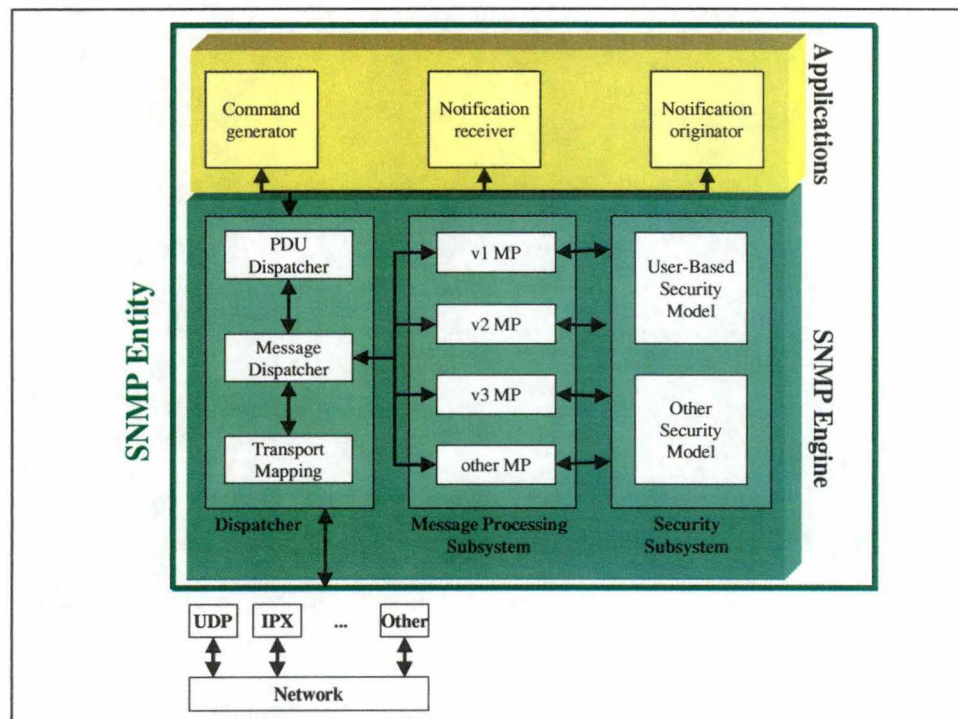 Applications
Command
generator
Notification
receiver
Notification
originator
SNMP Entity
SNMP Engine
PDU
Dispatcher
Message
Dispatcher
Transport
Mapping
Dispatcher
v1 MP
v2 MP
v3 MP
other MP
Message Processing
Subsystem
User-Based
Security
Model
Other
Security
Model
Security
Subsystem
UDP
IPX
...
Other
Network